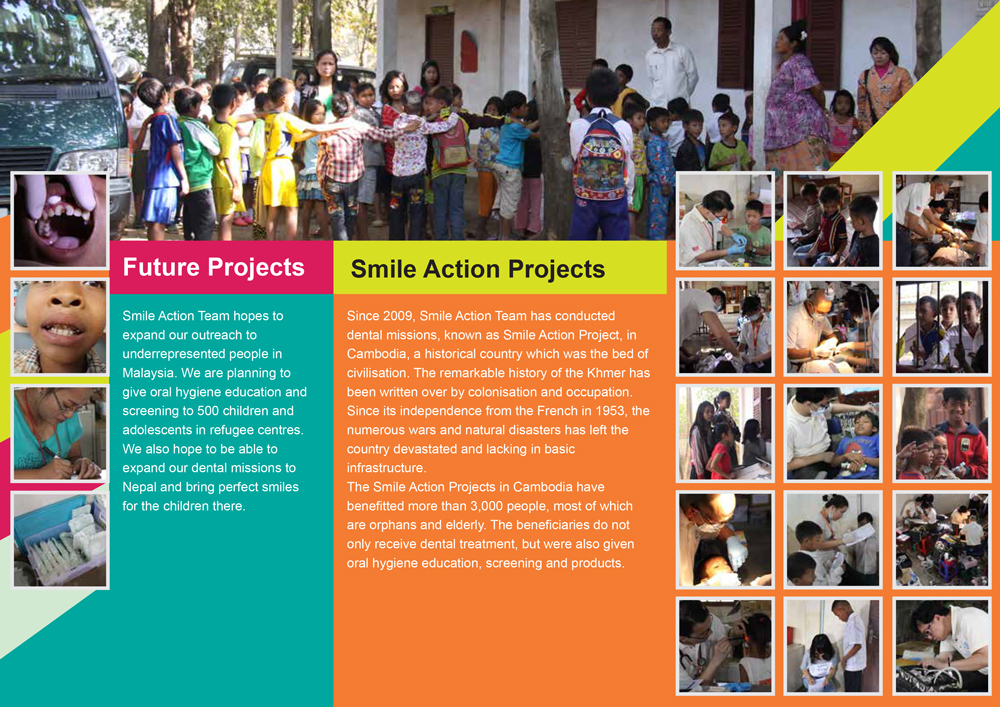 Future Projects
Smile Action Team hopes to
expand our outreach to
underrepresented people in
Malaysia. We are planning to
give oral hygiene education and
screening to 500 children and
adolescents in refugee centres.
We also hope to be able to
expand our dental missions to
Nepal and bring perfect smiles
for the children there.
Smile Action Projects
Since 2009, Smile Action Team has conducted
dental missions, known as Smile Action Project, in
Cambodia, a historical country which was the bed of
civilisation. The remarkable history of the Khmer has
been written over by colonisation and occupation.
Since its independence from the French in 1953, the
numerous wars and natural disasters has left the
country devastated and lacking in basic
infrastructure.
The Smile Action Projects in Cambodia have
benefitted more than 3,000 people, most of which
are orphans and elderly. The beneficiaries do not
only receive dental treatment, but were also given
oral hygiene education, screening and products.